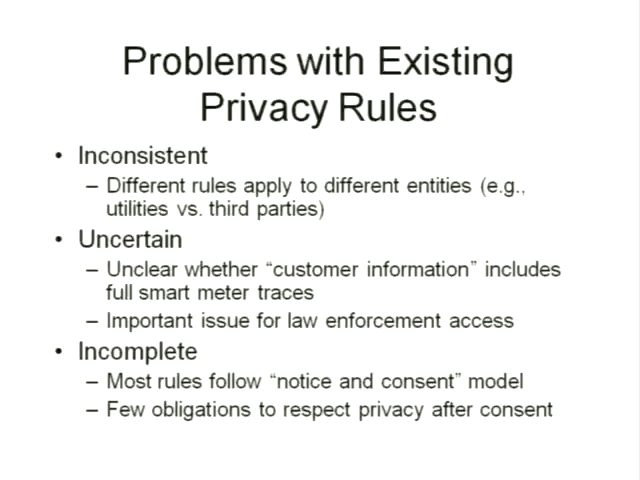 Problems with Existing
Privacy Rules
• Inconsistent
– Different rules apply to different entities (e.g.,
utilities vs. third parties)
• Uncertain
– Unclear whether “customer information” includes
full smart meter traces
– Important issue for law enforcement access
• Incomplete
– Most rules follow “notice and consent” model
– Few obligations to respect privacy after consent